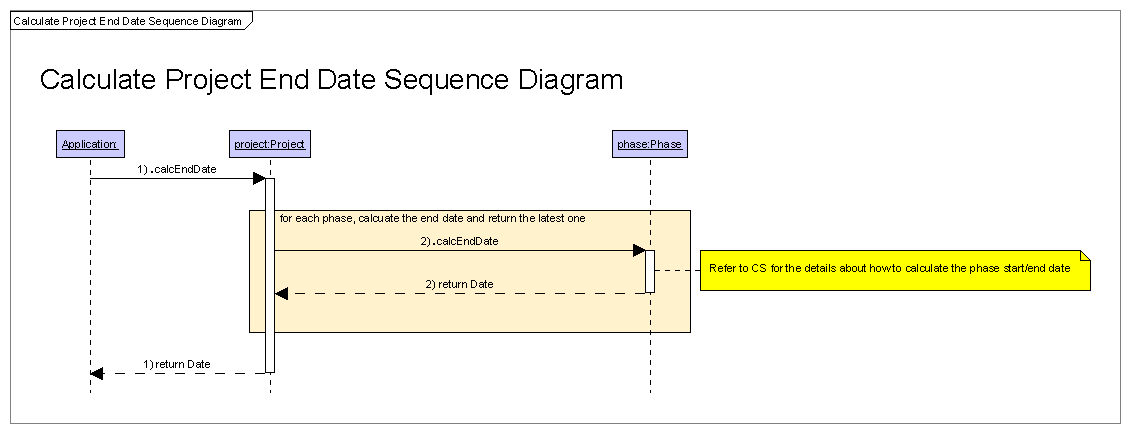 Calculate Project End Date Sequence Diagram
Calculate Project End Date Sequence Diagram
Application:
project:Project
phase:Phase
1) .calcEndDate
for each phase, calcuate the end date and return the latest one
2).calcEndDate
Refer to CS for the details about how to calculate the phase start/end date
2) return Date
1) return Date